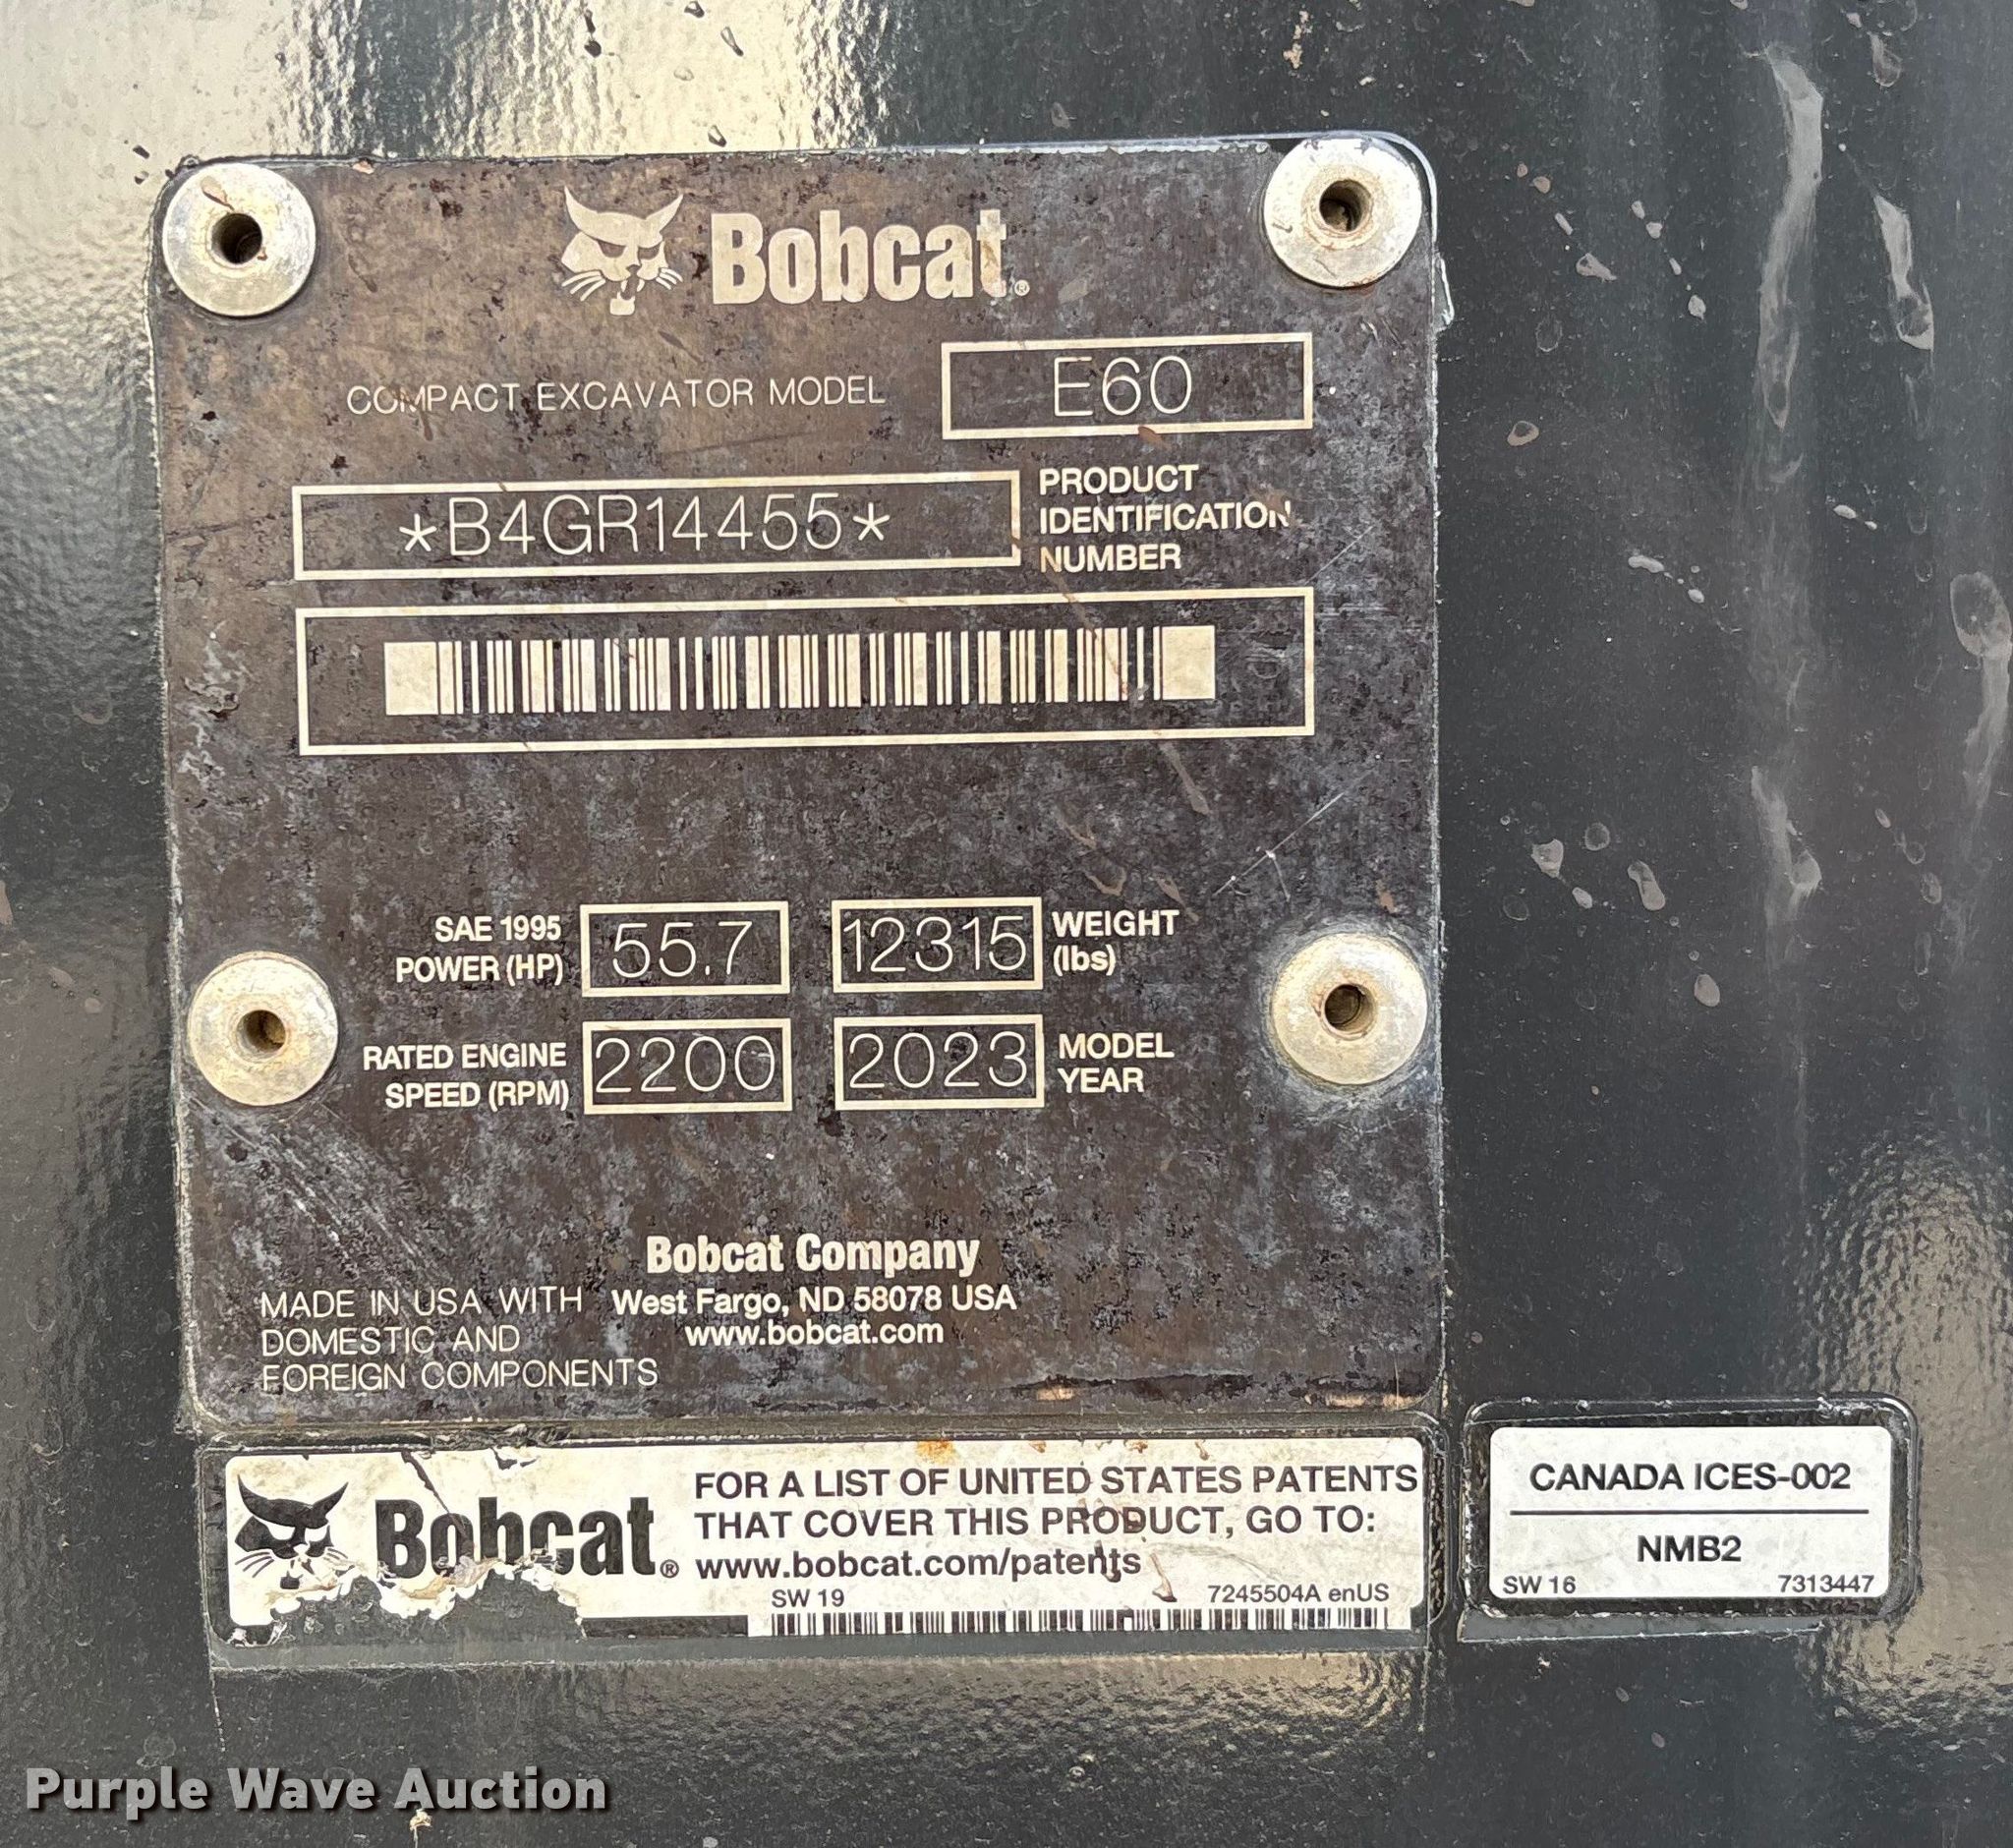 Bobcat®
COMPACT EXCAVATOR MODEL E60
*B4GR14455* PRODUCT
IDENTIFICATION
NUMBER
SAE 1995
POWER (HP) 55.7 12315 WEIGHT
(lbs)
RATED ENGINE
SPEED (RPM) 2200 2023 MODEL
YEAR
Bobcat Company
West Fargo, ND 58078 USA
www.bobcat.com
MADE IN USA WITH
DOMESTIC AND
FOREIGN COMPONENTS
Bobcat®
FOR A LIST OF UNITED STATES PATENTS
THAT COVER THIS PRODUCT, GO TO:
www.bobcat.com/patents
SW 19 7245504A enUS
CANADA ICES-002
NMB2
SW 16 7313447
Purple Wave Auction